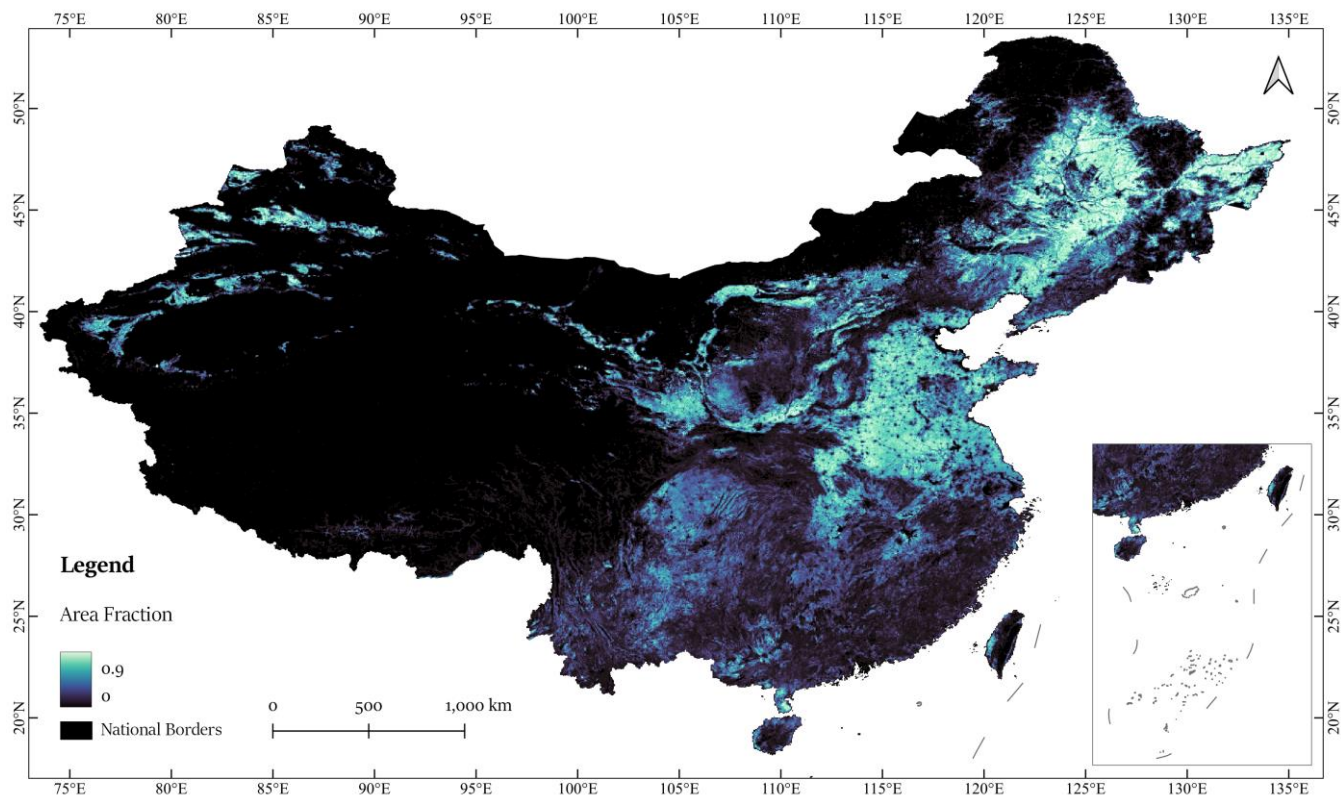 75°E 80°E 85°E 90°E 95°E 100°E 105°E 110°E 115°E 120°E 125°E 130°E 135°E
50°N 50°N
45°N 45°N
40°N 40°N
35°N 35°N
30°N 30°N
25°N 25°N
20°N 20°N
Legend
Area Fraction
0.9
0
National Borders
0 500 1,000 km
75°E 80°E 85°E 90°E 95°E 100°E 105°E 110°E 115°E 120°E 125°E 130°E 135°E